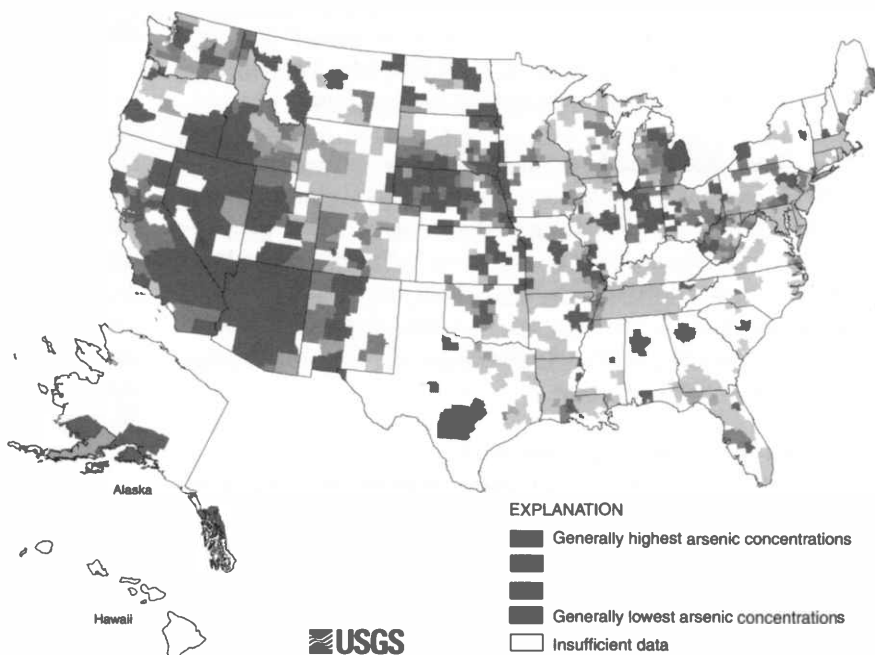 Alaska
Hawaii
EXPLANATION
Generally highest arsenic concentrations
Generally lowest arsenic concentrations
Insufficient data
USGS